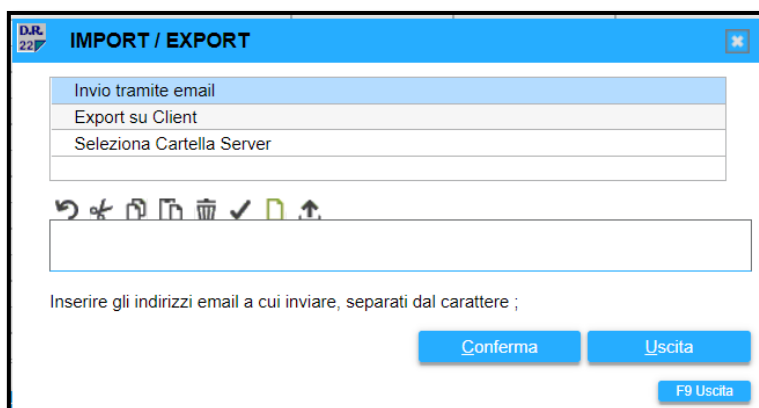 D.R.
22
IMPORT / EXPORT
Invio tramite email
Export su Client
Seleziona Cartella Server
Inserire gli indirizzi email a cui inviare, separati dal carattere ;
Conferma Uscita
F9 Uscita